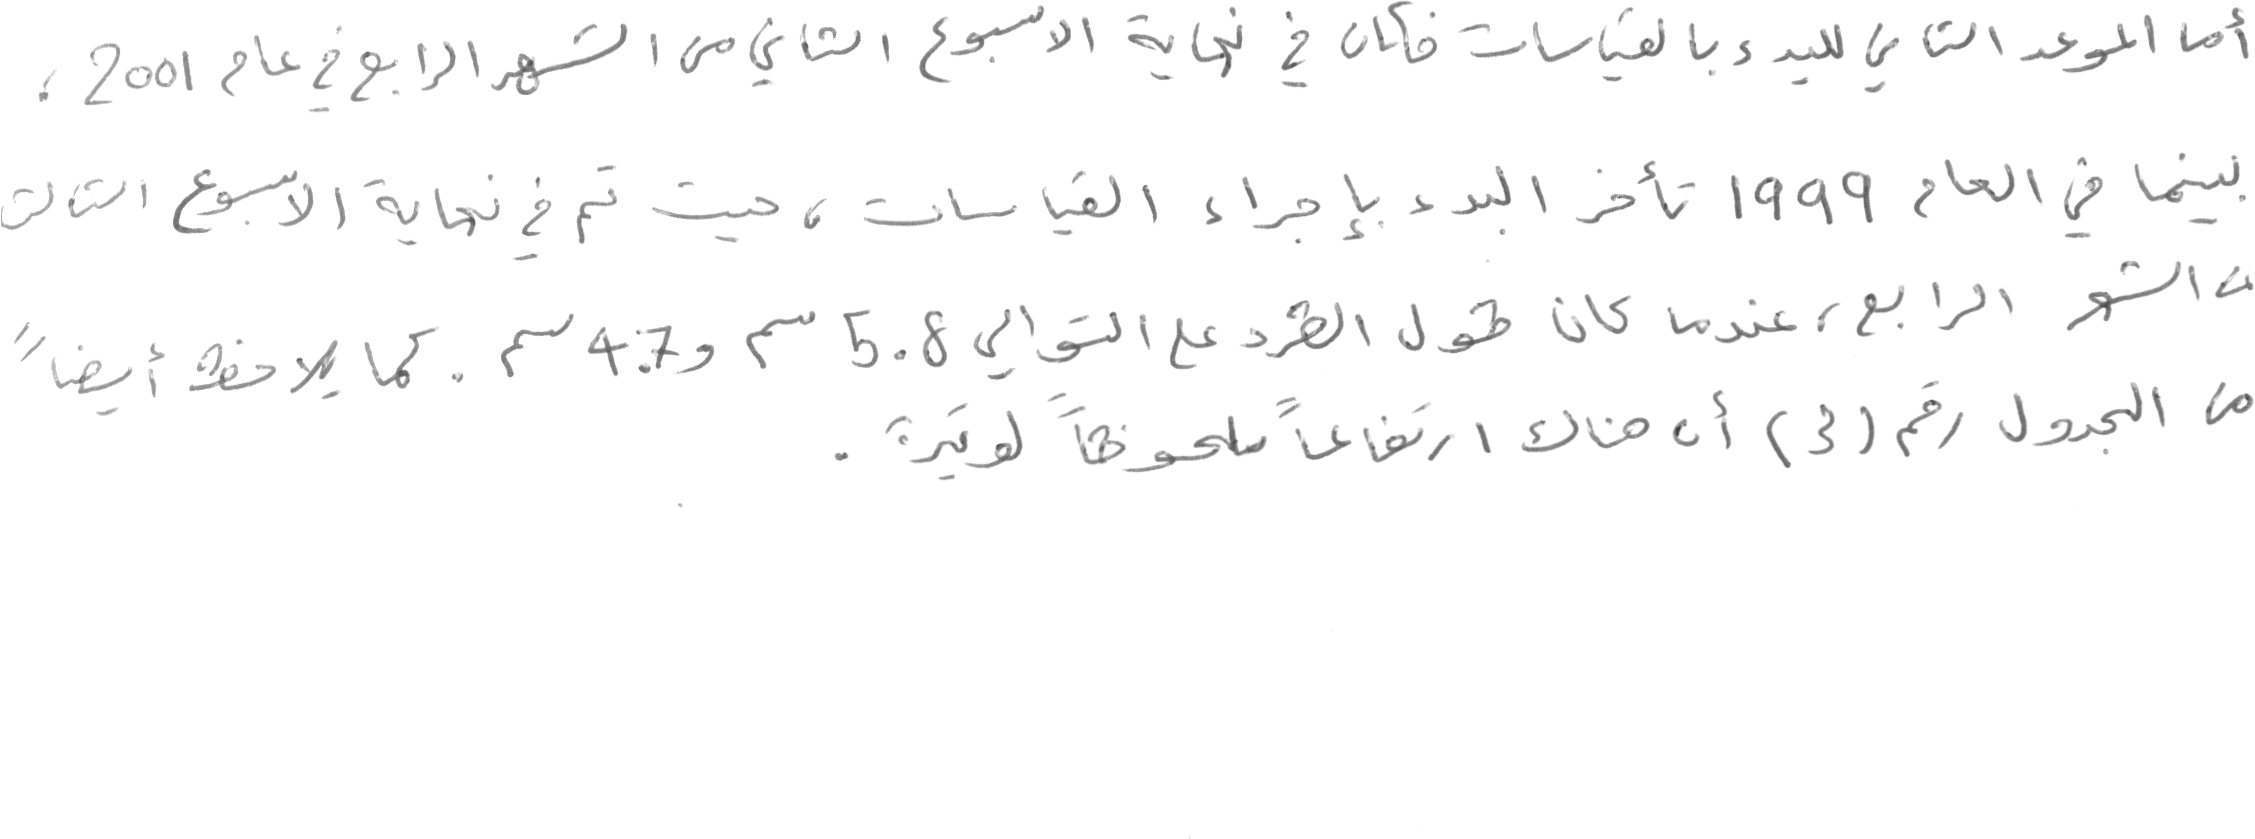 أما الموعد الثاني للبدء بالقياسات فكان في نهاية الاسبوع الثاني من الشهر الرابع في عام 2001،
بينما في العام 1999 تأخر البدء بإجراء القياسات، حيث تم في نهاية الاسبوع الثالث
من الشهر الرابع، عندما كان طول الطرد على التوالي 5.8 سم و 4.7 سم. كما يلاحظ أيضاً
من الجدول رقم (3) أن هناك ارتفاعاً ملحوظاً لوتيرة.